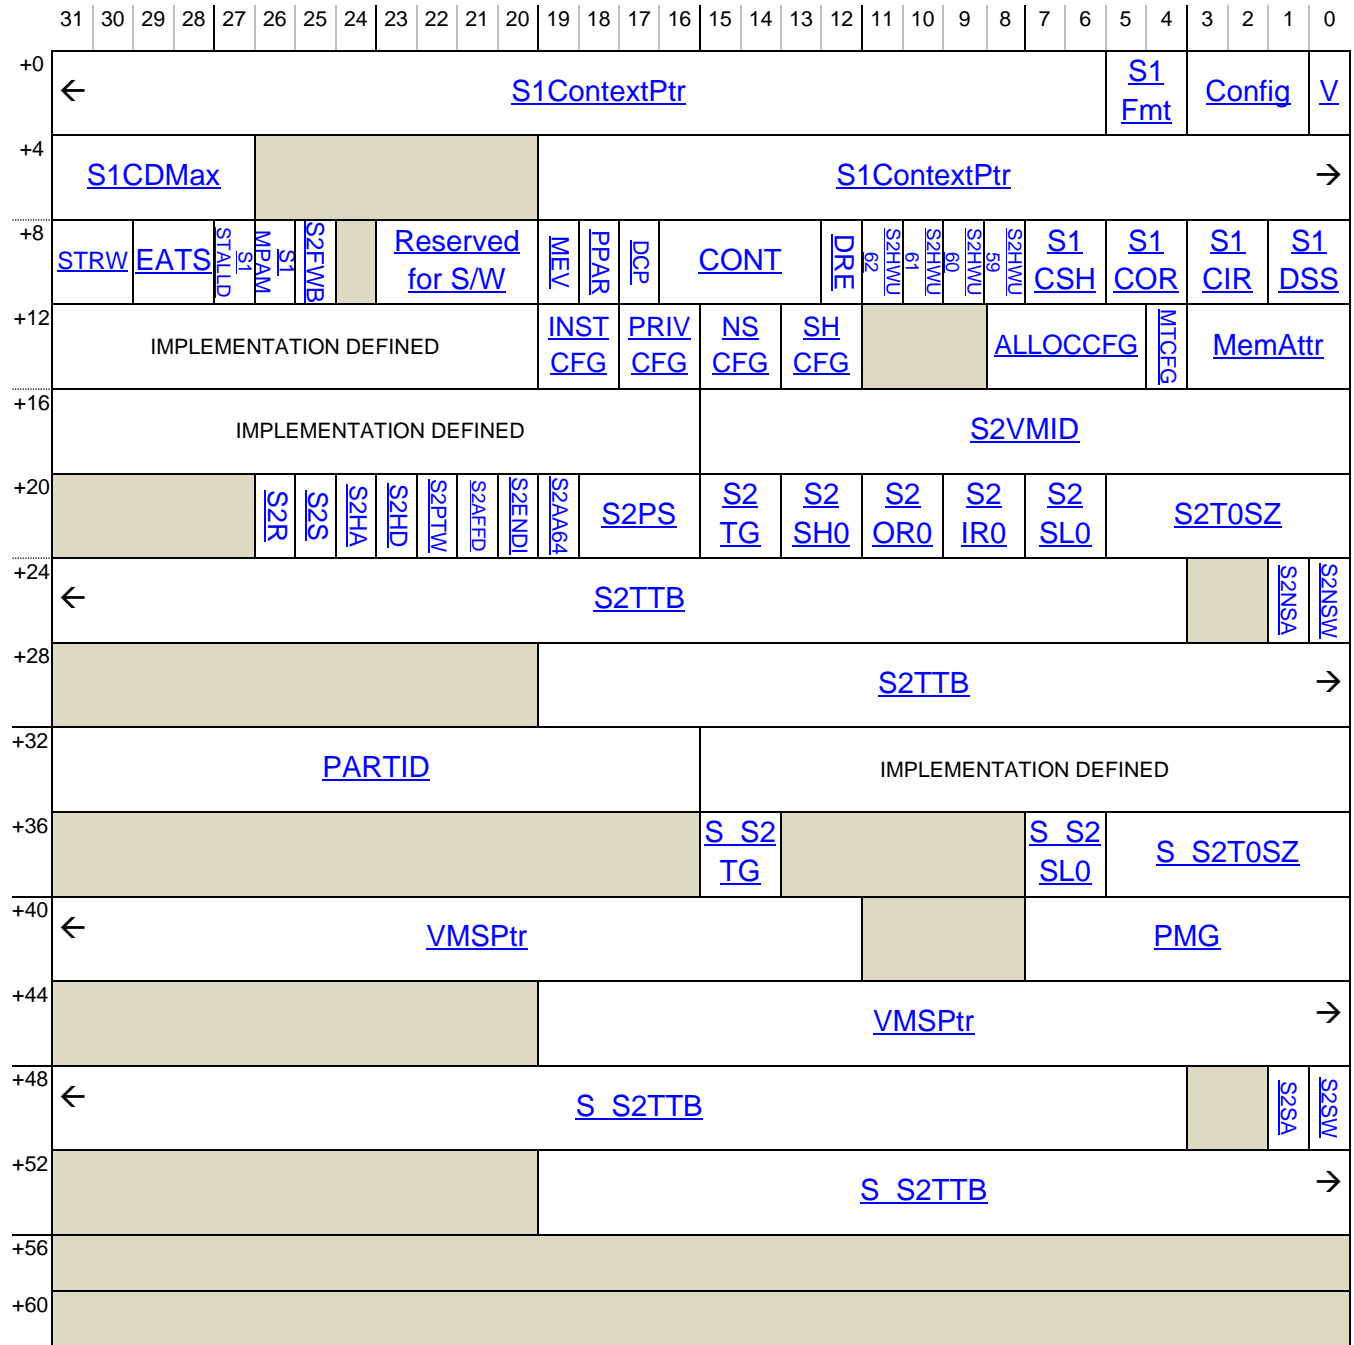 31 30 29 28 27 26 25 24 23 22 21 20 19 18 17 16 15 14 13 12 11 10 9 8 7 6 5 4 3 2 1 0
+0
← S1ContextPtr
S1
Fmt
Config
V
+4
S1CDMax
S1ContextPtr →
+8
STRW
EATS
S1
STALLD
S1
MPAM
S2FWB
Reserved
for S/W
MEV
PPAR
DCP
CONT
DRE
S2HWU
62
S2HWU
61
S2HWU
60
S2HWU
59
S1
CSH
S1
COR
S1
CIR
S1
DSS
+12
IMPLEMENTATION DEFINED
INST
CFG
PRIV
CFG
NS
CFG
SH
CFG
ALLOCCFG
MTCFG
MemAttr
+16
IMPLEMENTATION DEFINED
S2VMID
+20
S2R
S2S
S2HA
S2HD
S2PTW
S2AFFD
S2ENDI
S2AA64
S2PS
S2
TG
S2
SH0
S2
OR0
S2
IR0
S2
SL0
S2T0SZ
+24
← S2TTB
S2NSA
S2NSW
+28
S2TTB →
+32
PARTID
IMPLEMENTATION DEFINED
+36
S_S2
TG
S_S2
SL0
S_S2T0SZ
+40
← VMSPtr
PMG
+44
VMSPtr →
+48
← S_S2TTB
S2SA
S2SW
+52
S_S2TTB →
+56
+60